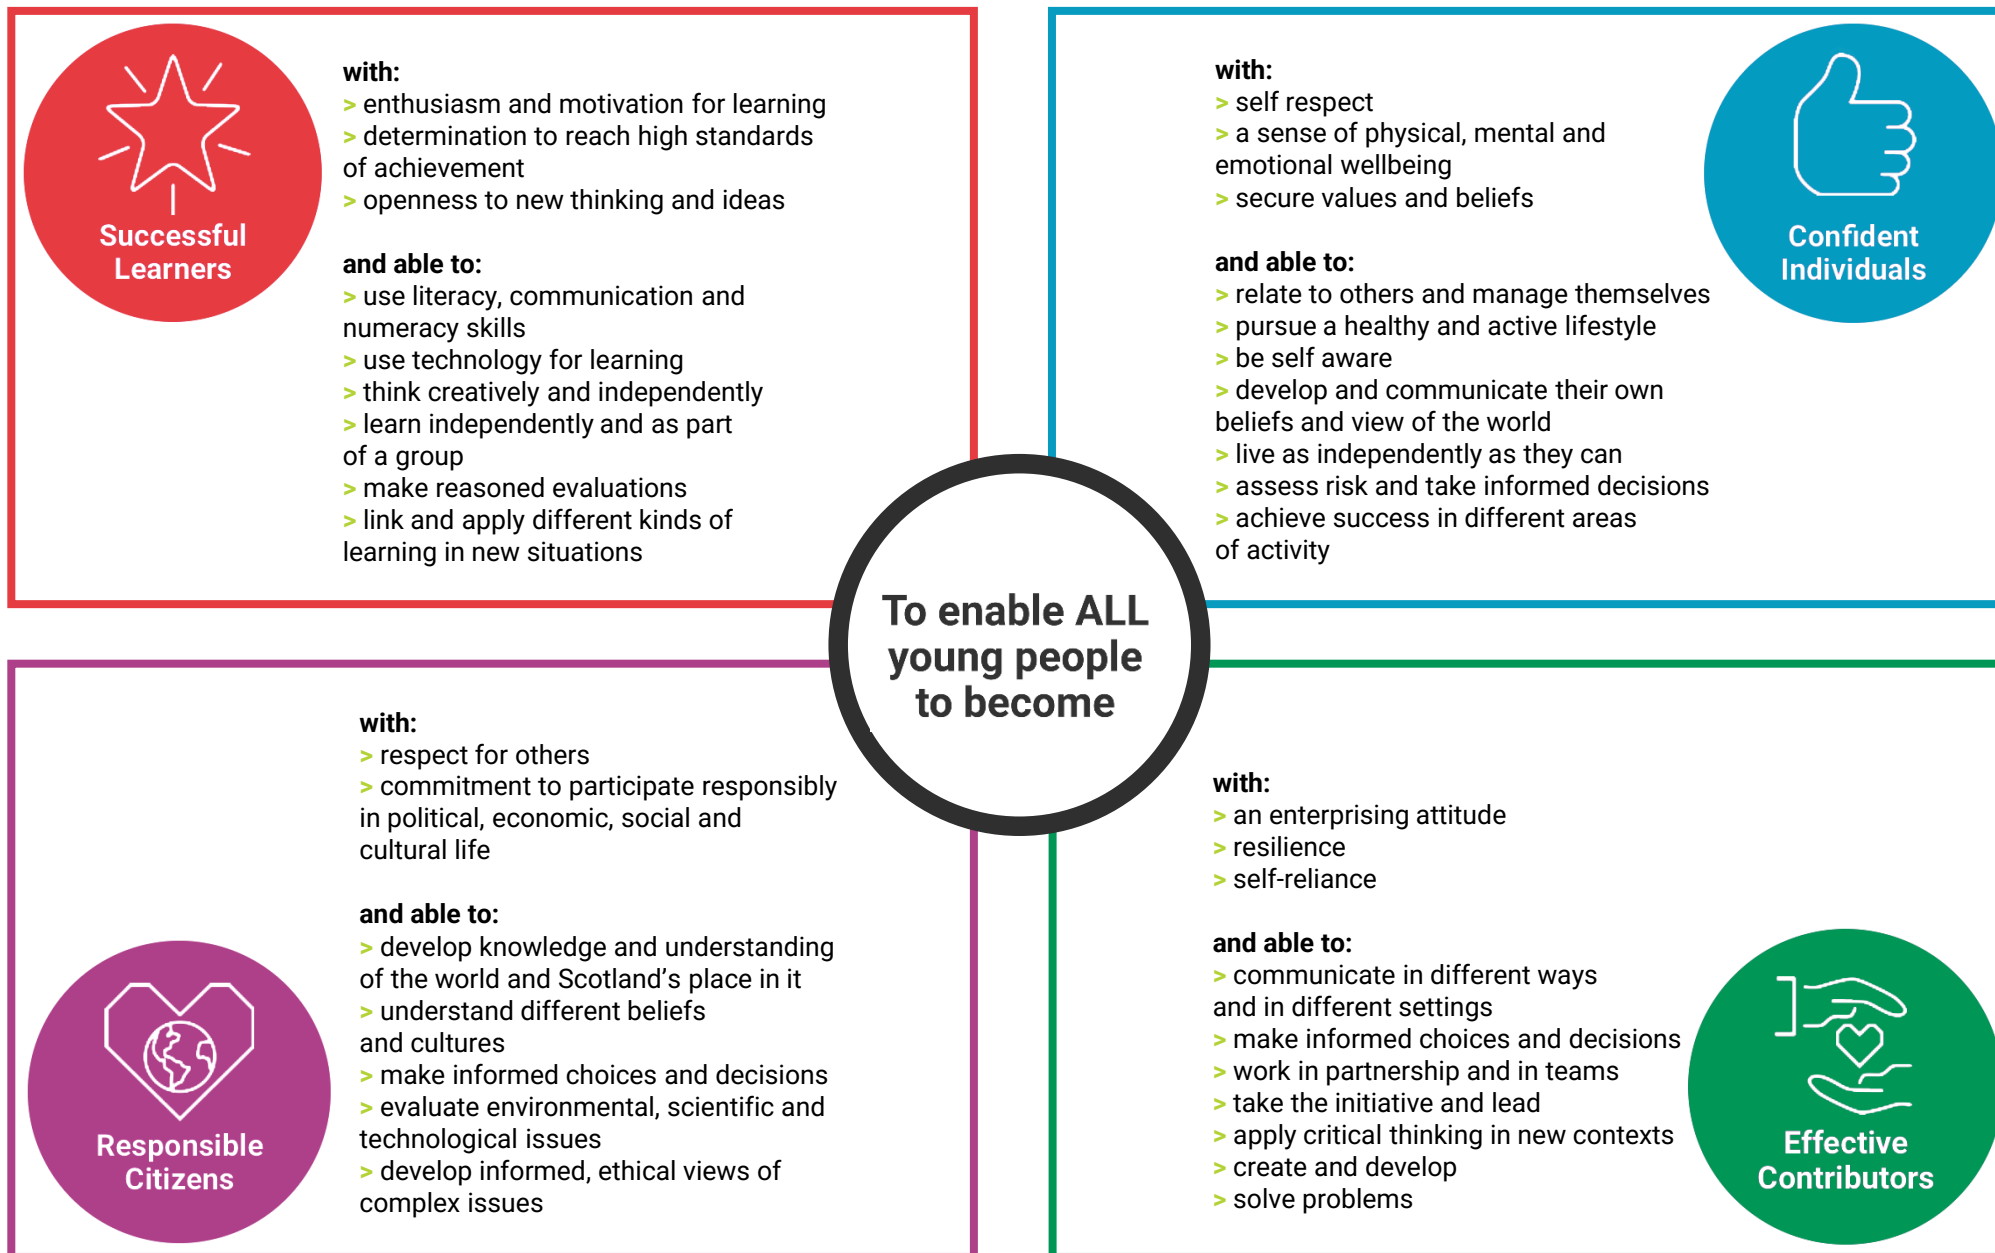 Successful
Learners
with:
> enthusiasm and motivation for learning
> determination to reach high standards
of achievement
> openness to new thinking and ideas
and able to:
> use literacy, communication and
numeracy skills
> use technology for learning
> think creatively and independently
> learn independently and as part
of a group
> make reasoned evaluations
> link and apply different kinds of
learning in new situations
with:
> self respect
> a sense of physical, mental and
emotional wellbeing
> secure values and beliefs
and able to:
> relate to others and manage themselves
> pursue a healthy and active lifestyle
> be self aware
> develop and communicate their own
beliefs and view of the world
> live as independently as they can
> assess risk and take informed decisions
> achieve success in different areas
of activity
Confident
Individuals
To enable ALL
young people
to become
with:
> respect for others
> commitment to participate responsibly
in political, economic, social and
cultural life
and able to:
> develop knowledge and understanding
of the world and Scotland’s place in it
> understand different beliefs
and cultures
> make informed choices and decisions
> evaluate environmental, scientific and
technological issues
> develop informed, ethical views of
complex issues
Responsible
Citizens
with:
> an enterprising attitude
> resilience
> self-reliance
and able to:
> communicate in different ways
and in different settings
> make informed choices and decisions
> work in partnership and in teams
> take the initiative and lead
> apply critical thinking in new contexts
> create and develop
> solve problems
Effective
Contributors